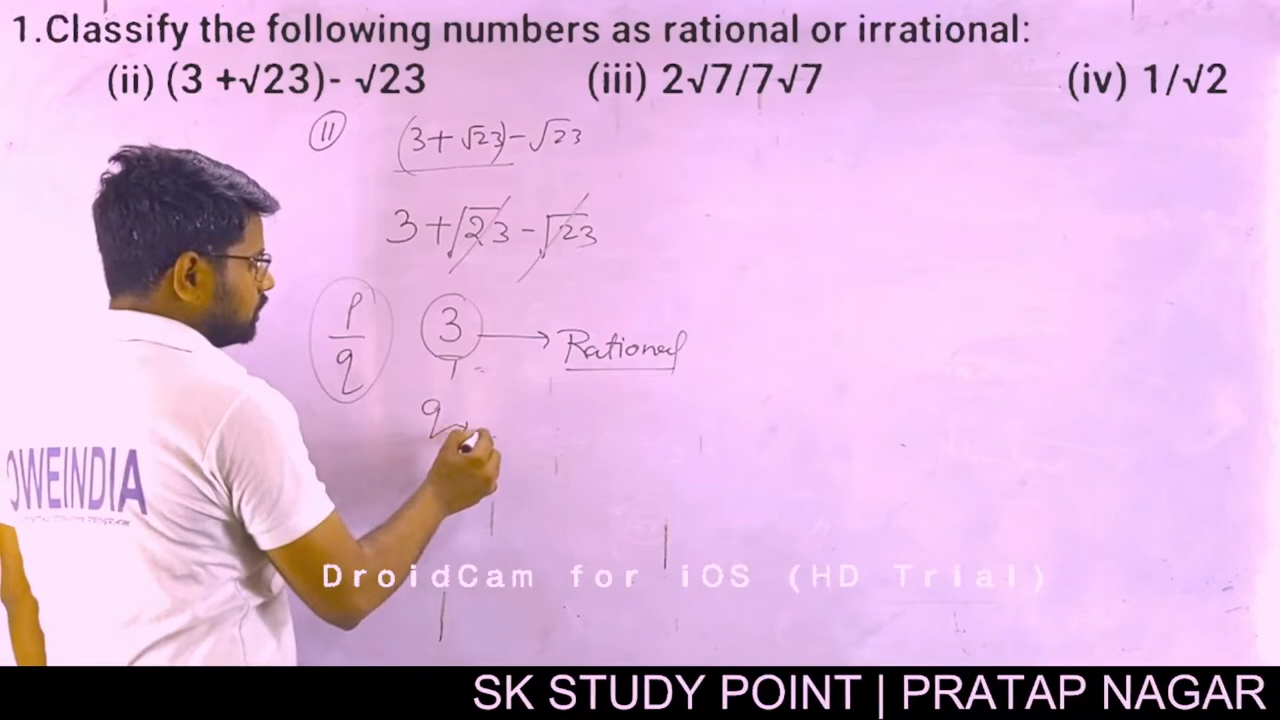 1.Classify the following numbers as rational or irrational:
(ii) (3 +√23)- √23 (iii) 2√7/7√7 (iv) 1/√2
(ii) (3+√23)-√23
3+√23-√23
p/q 3/1 → Rational
q
OWEINDIA
DroidCam for iOS (HD Trial)
SK STUDY POINT | PRATAP NAGAR